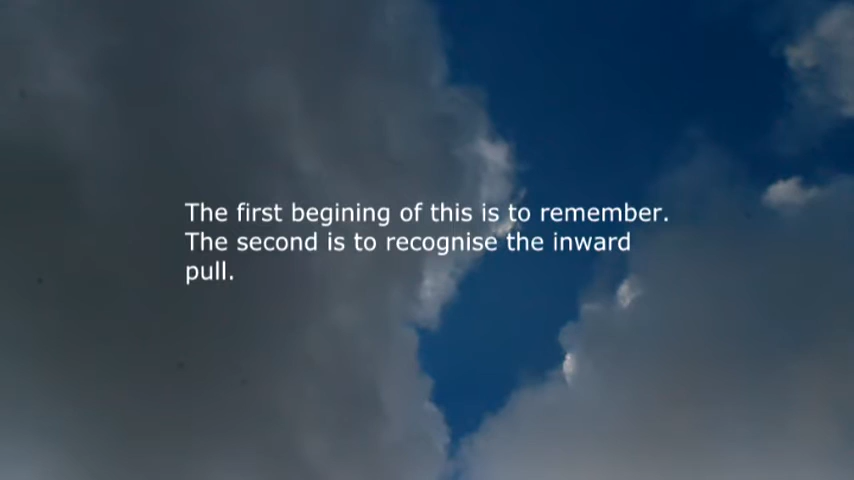 The first begining of this is to remember.
The second is to recognise the inward
pull.